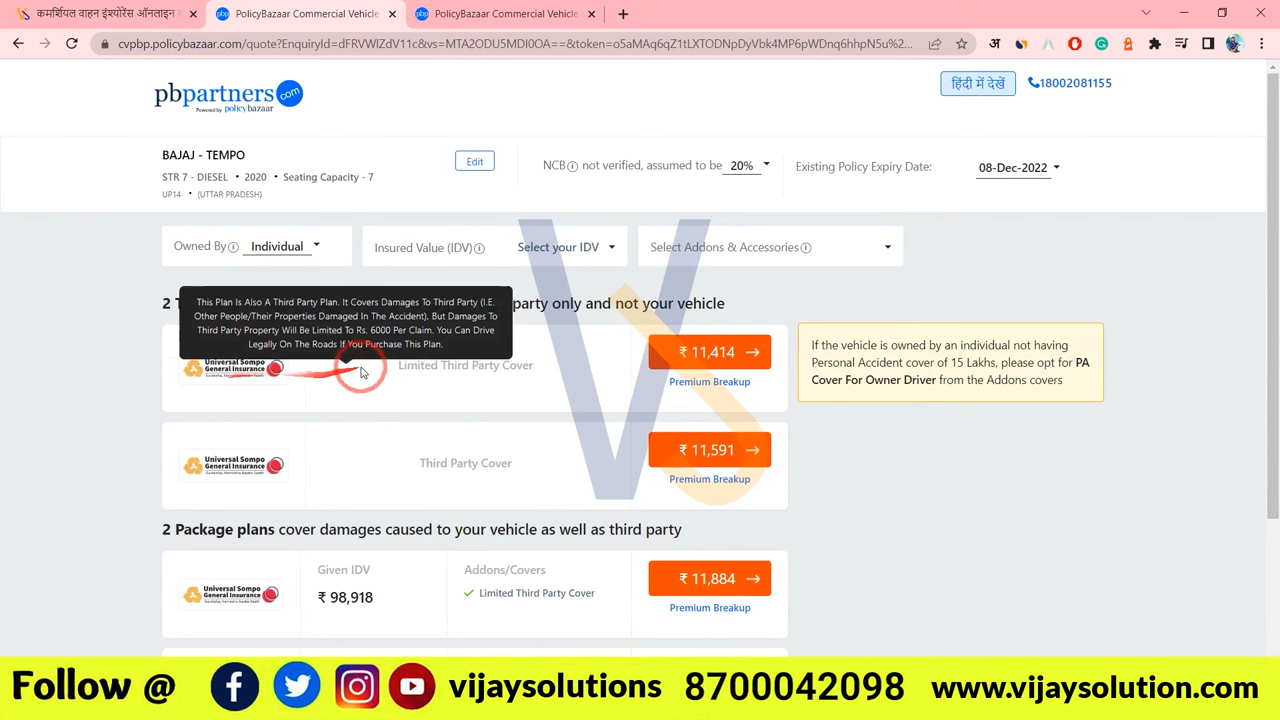 कमर्शियल वाहन इंश्योरेंस ऑनलाइन
PolicyBazaar Commercial Vehicle
PolicyBazaar Commercial Vehicle
cvpbp.policybazaar.com/quote?EnquiryId=dFRVWlZdV11c&vs=MTA2ODU5MDI0OA==&token=o5aMAq6qZ1tLXTODNpDyVbk4MP6pWDnq6hhpN5u%2...
अ
pbpartners.com
Powered by policybazaar
हिंदी में देखें
18002081155
BAJAJ - TEMPO
Edit
STR 7 - DIESEL • 2020 • Seating Capacity - 7
UP14 • (UTTAR PRADESH)
NCB not verified, assumed to be 20%
Existing Policy Expiry Date: 08-Dec-2022
Owned By Individual
Insured Value (IDV) Select your IDV
Select Addons & Accessories
2 T party only and not your vehicle
This Plan Is Also A Third Party Plan. It Covers Damages To Third Party (I.E.
Other People/Their Properties Damaged In The Accident), But Damages To
Third Party Property Will Be Limited To Rs. 6000 Per Claim. You Can Drive
Legally On The Roads If You Purchase This Plan.
Universal Sompo
General Insurance
Limited Third Party Cover
₹ 11,414
Premium Breakup
If the vehicle is owned by an individual not having
Personal Accident cover of 15 Lakhs, please opt for PA
Cover For Owner Driver from the Addons covers
Universal Sompo
General Insurance
Third Party Cover
₹ 11,591
Premium Breakup
2 Package plans cover damages caused to your vehicle as well as third party
Universal Sompo
General Insurance
Given IDV
₹ 98,918
Addons/Covers
Limited Third Party Cover
₹ 11,884
Premium Breakup
VS
Follow @ vijaysolutions 8700042098 www.vijaysolution.com